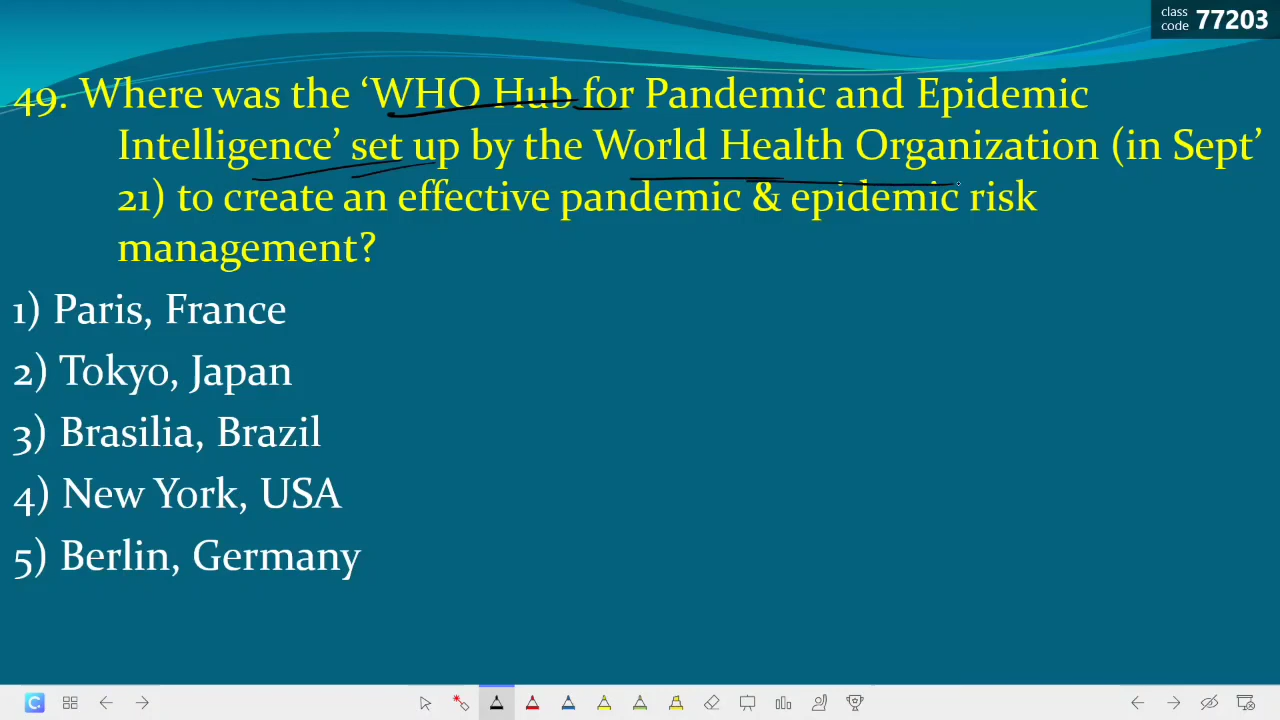 class
code 77203
49. Where was the ‘WHO Hub for Pandemic and Epidemic
Intelligence’ set up by the World Health Organization (in Sept’
21) to create an effective pandemic & epidemic risk
management?
1) Paris, France
2) Tokyo, Japan
3) Brasilia, Brazil
4) New York, USA
5) Berlin, Germany